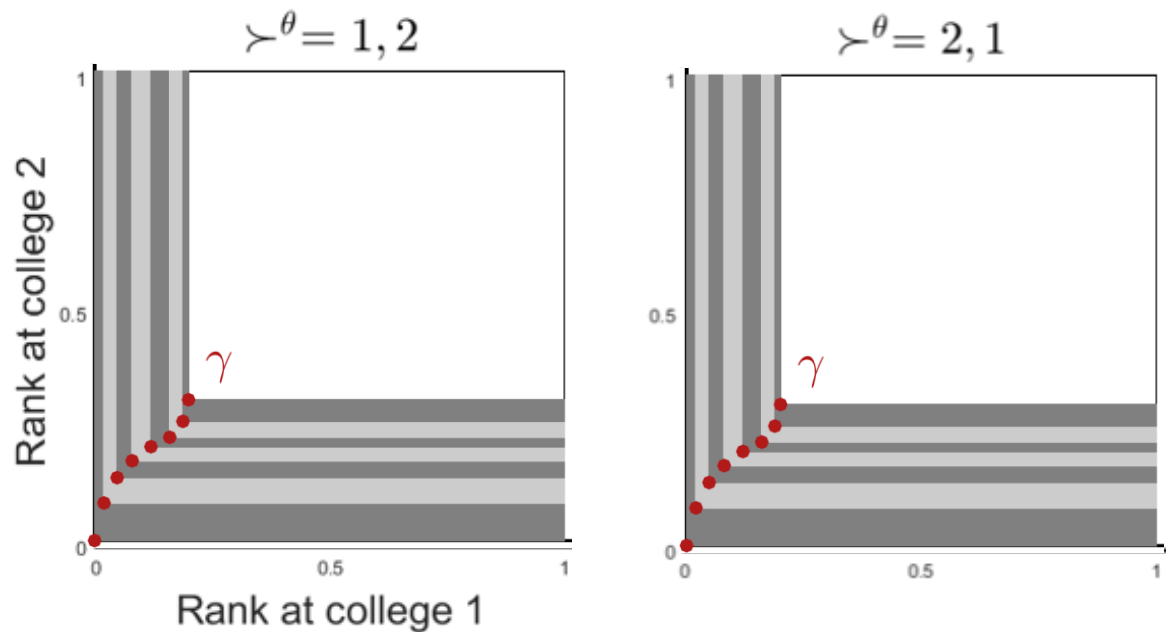 ≻^θ = 1, 2
1
0.5
0
Rank at college 2
γ
0
0.5
1
Rank at college 1
≻^θ = 2, 1
1
0.5
0
γ
0
0.5
1